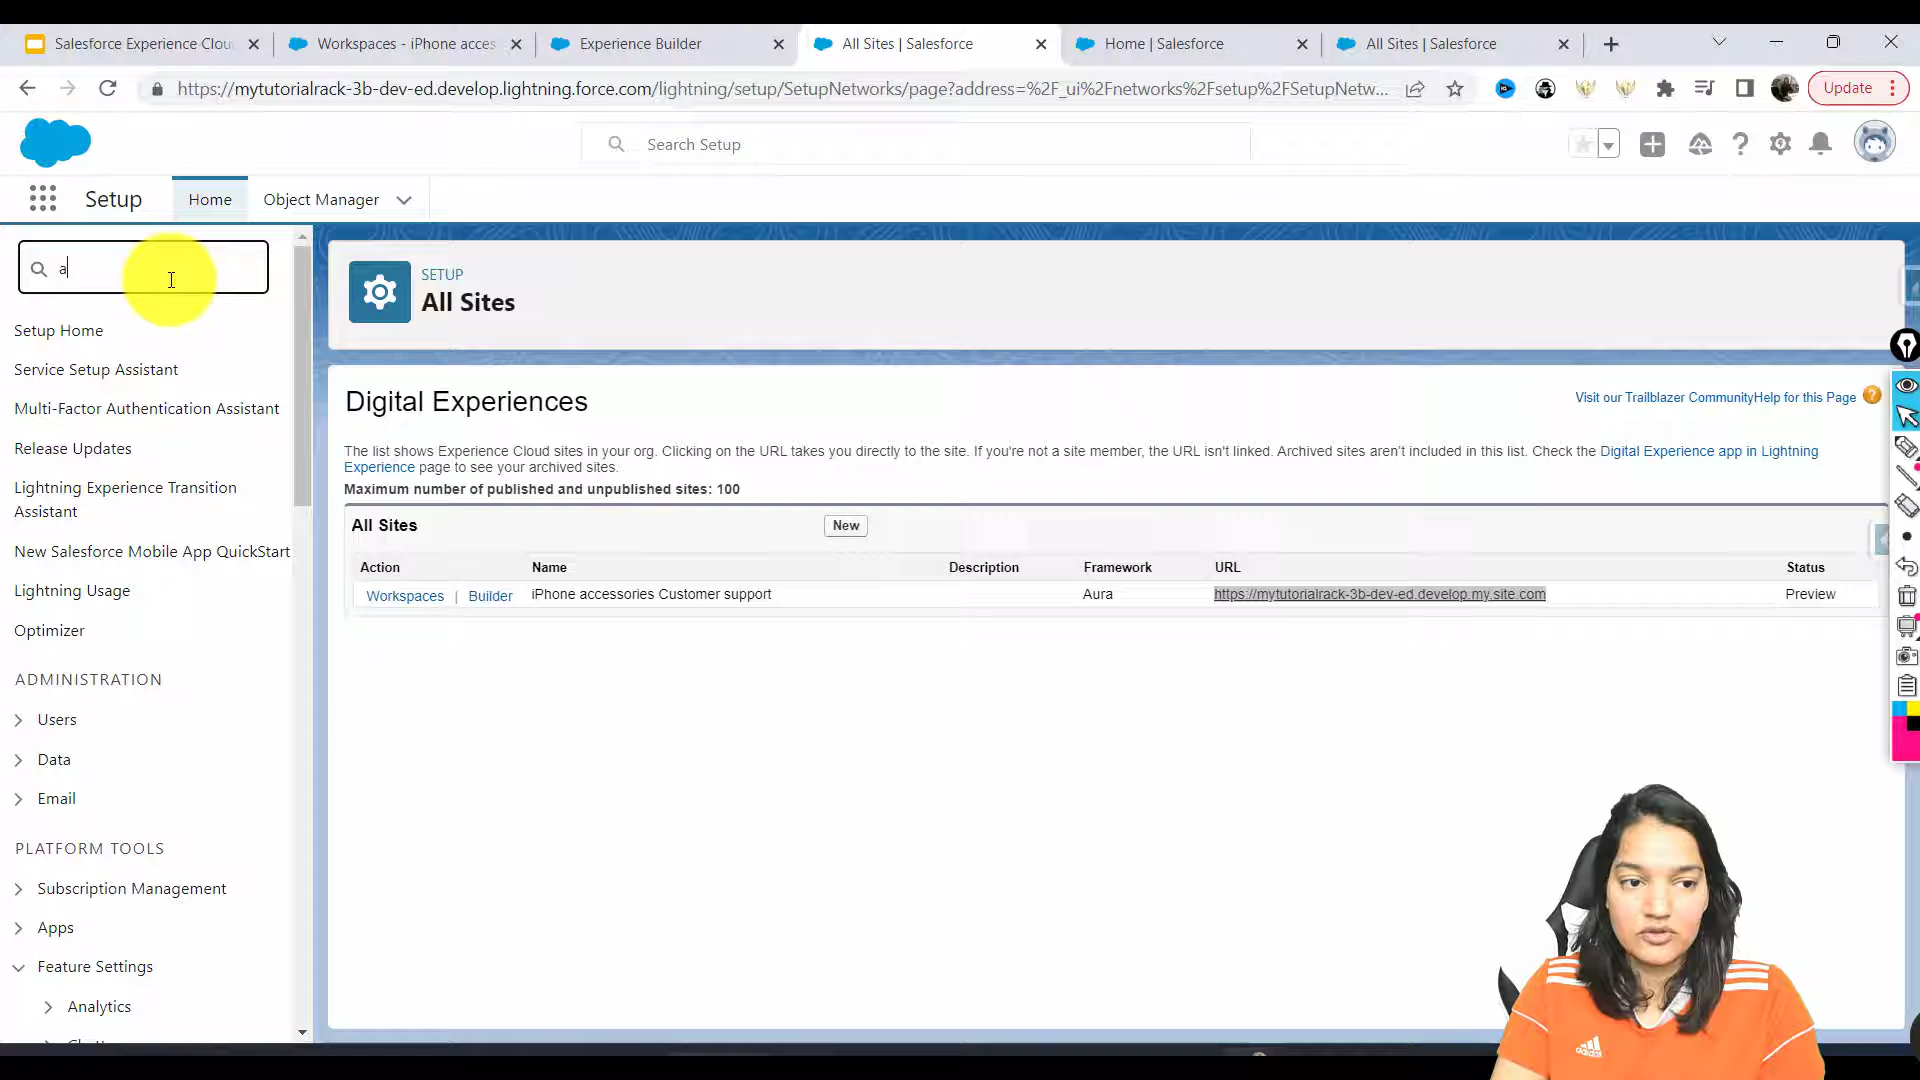 Salesforce Experience Clou
Workspaces - iPhone acces
Experience Builder
All Sites | Salesforce
Home | Salesforce
All Sites | Salesforce
https://mytutorialrack-3b-dev-ed.develop.lightning.force.com/lightning/setup/SetupNetworks/page?address=%2F_ui%2Fnetworks%2Fsetup%2FSetupNetw...
Update
Search Setup
Setup
Home
Object Manager
a
Setup Home
Service Setup Assistant
Multi-Factor Authentication Assistant
Release Updates
Lightning Experience Transition
Assistant
New Salesforce Mobile App QuickStart
Lightning Usage
Optimizer
ADMINISTRATION
Users
Data
Email
PLATFORM TOOLS
Subscription Management
Apps
Feature Settings
Analytics
SETUP
All Sites
Digital Experiences
Visit our Trailblazer Community Help for this Page
The list shows Experience Cloud sites in your org. Clicking on the URL takes you directly to the site. If you're not a site member, the URL isn't linked. Archived sites aren't included in this list. Check the Digital Experience app in Lightning
Experience page to see your archived sites.
Maximum number of published and unpublished sites: 100
All Sites New
Action Name Description Framework URL Status
Workspaces | Builder iPhone accessories Customer support Aura https://mytutorialrack-3b-dev-ed.develop.my.site.com Preview
adidas